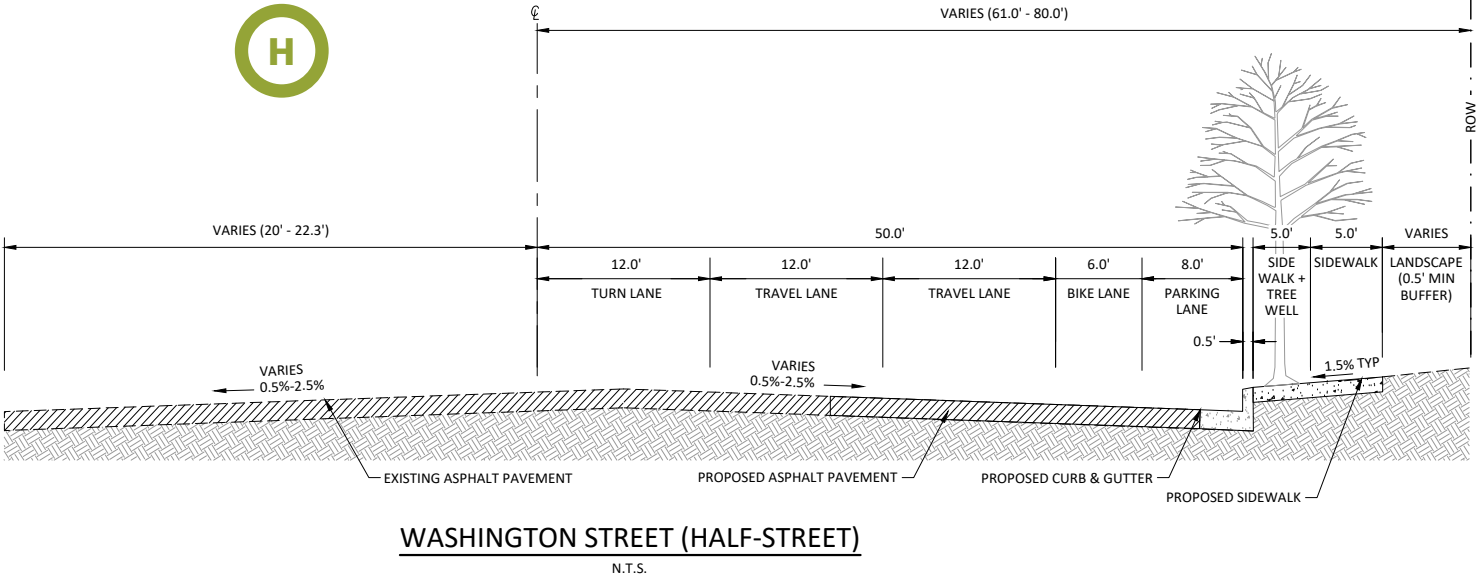 H
℄
VARIES (61.0' - 80.0')
ROW
VARIES (20' - 22.3')
50.0'
5.0'
5.0'
VARIES
12.0'
12.0'
12.0'
6.0'
8.0'
TURN LANE
TRAVEL LANE
TRAVEL LANE
BIKE LANE
PARKING
LANE
SIDE
WALK +
TREE
WELL
SIDEWALK
LANDSCAPE
(0.5' MIN
BUFFER)
0.5'
VARIES
0.5%-2.5%
VARIES
0.5%-2.5%
1.5% TYP
EXISTING ASPHALT PAVEMENT
PROPOSED ASPHALT PAVEMENT
PROPOSED CURB & GUTTER
PROPOSED SIDEWALK
WASHINGTON STREET (HALF-STREET)
N.T.S.